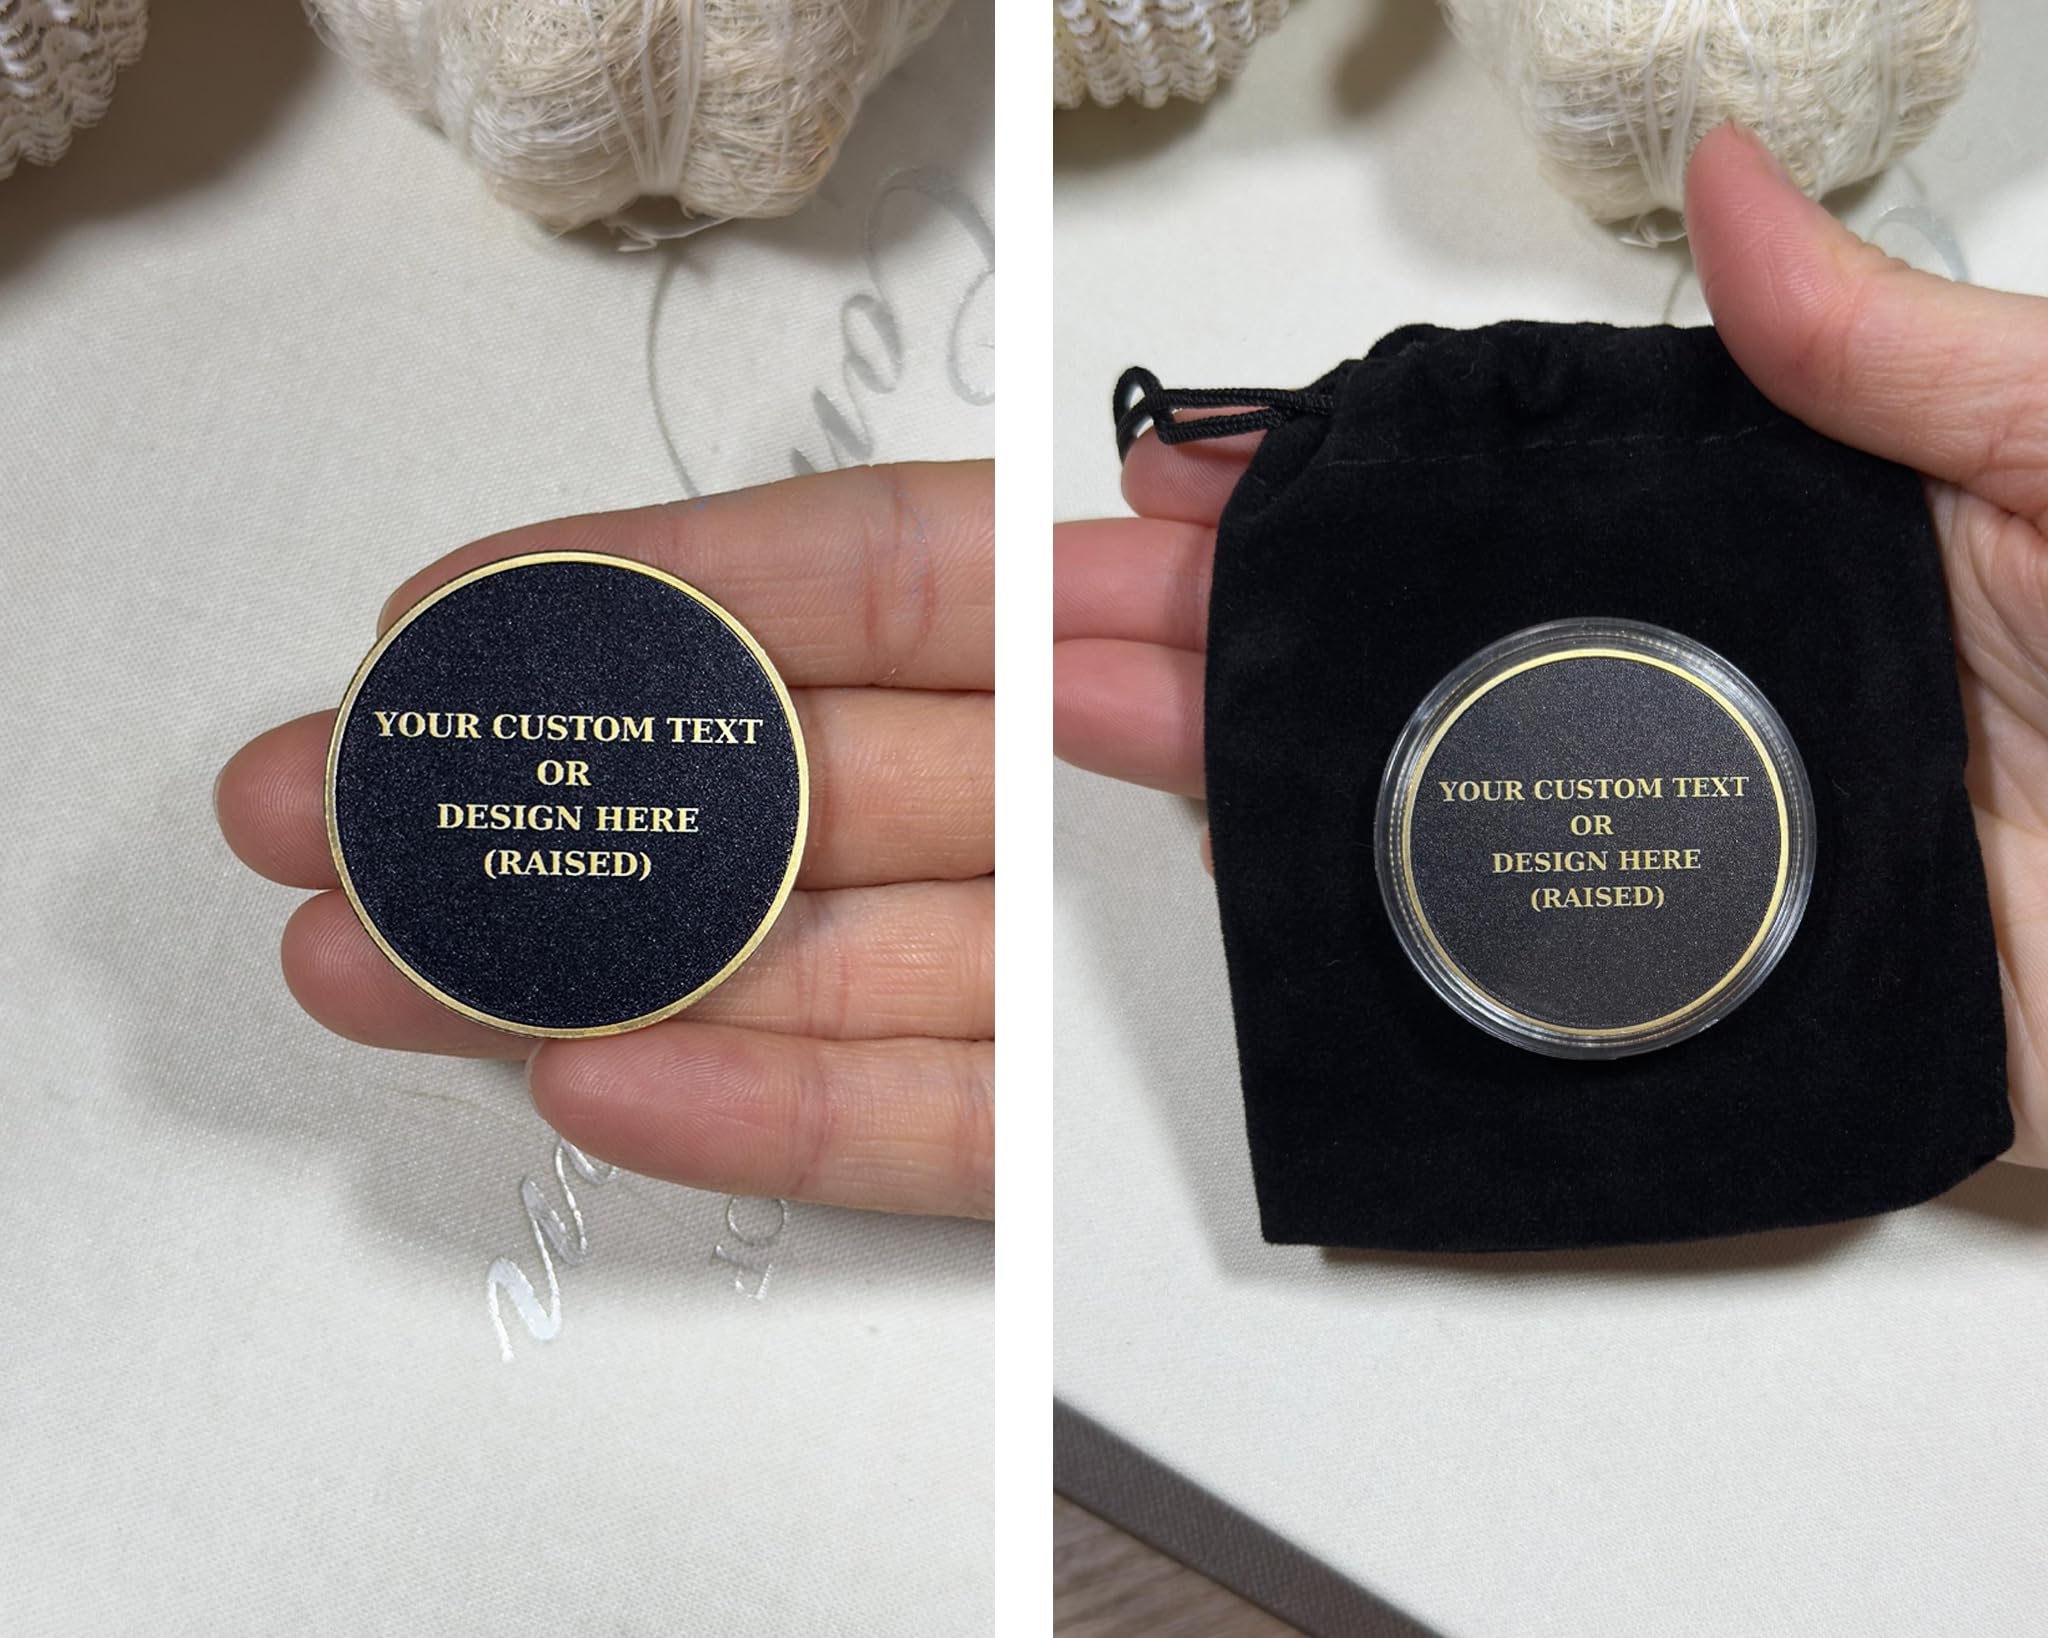 YOUR CUSTOM TEXT
OR
DESIGN HERE
(RAISED)
YOUR CUSTOM TEXT
OR
DESIGN HERE
(RAISED)